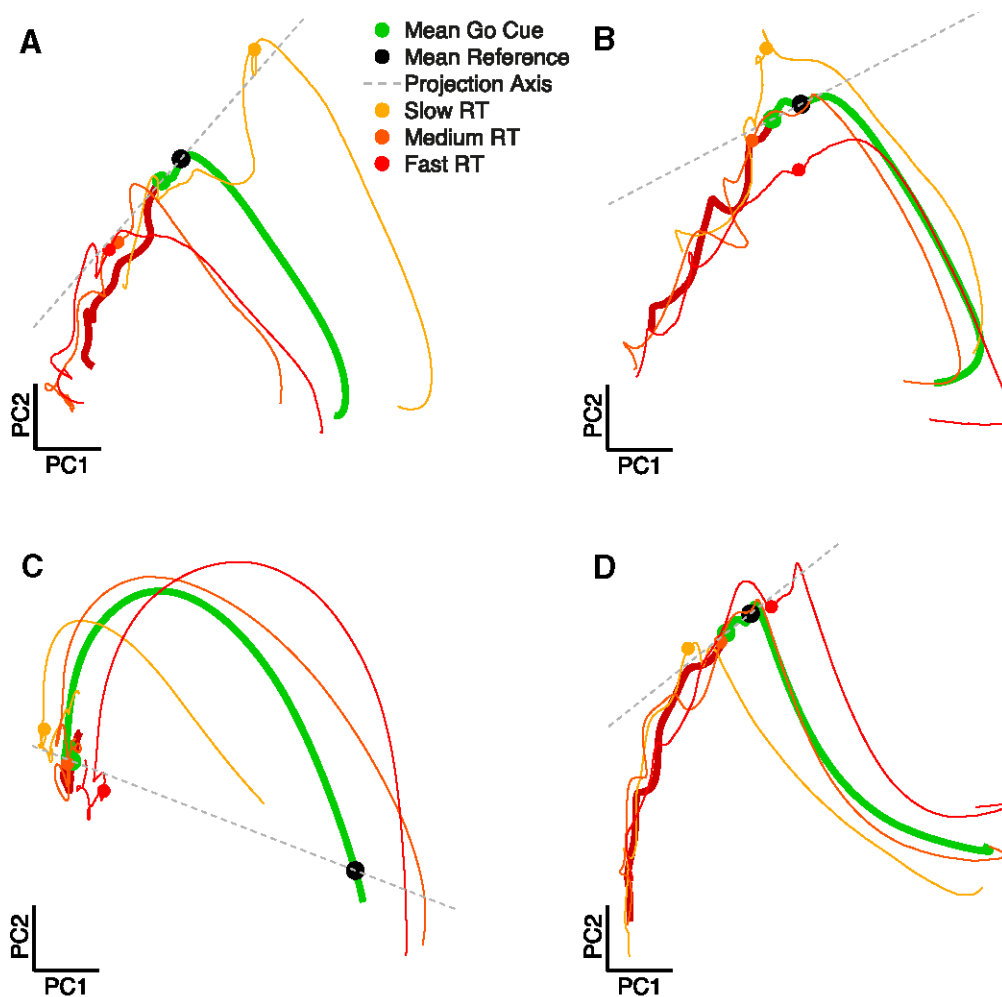 A
Mean Go Cue
Mean Reference
Projection Axis
Slow RT
Medium RT
Fast RT
B
PC2
PC1
PC2
PC1
C
D
PC2
PC1
PC2
PC1